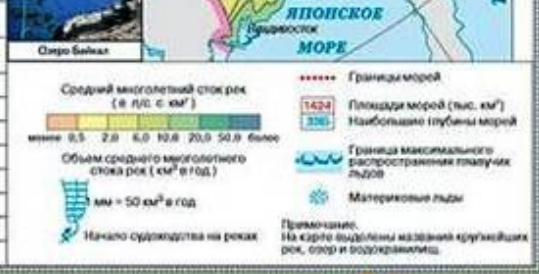 ЯПОНСКОЕ
Владивосток
МОРЕ
Озеро Байкал
Средний многолетний сток рек
( в л/с с км² )
менее 0,5 2,0 6,0 10,0 20,0 50,0 более
Объем среднего многолетнего
стока рек ( км³ в год )
1 мм = 50 км³ в год
Начало судоходства на реках
Границы морей
1424 Площади морей (тыс. км²)
Наибольшие глубины морей
Граница максимального
распространения плавучих
льдов
Материковые льды
Примечание.
На карте выделены названия крупнейших
рек, озер и водохранилищ.